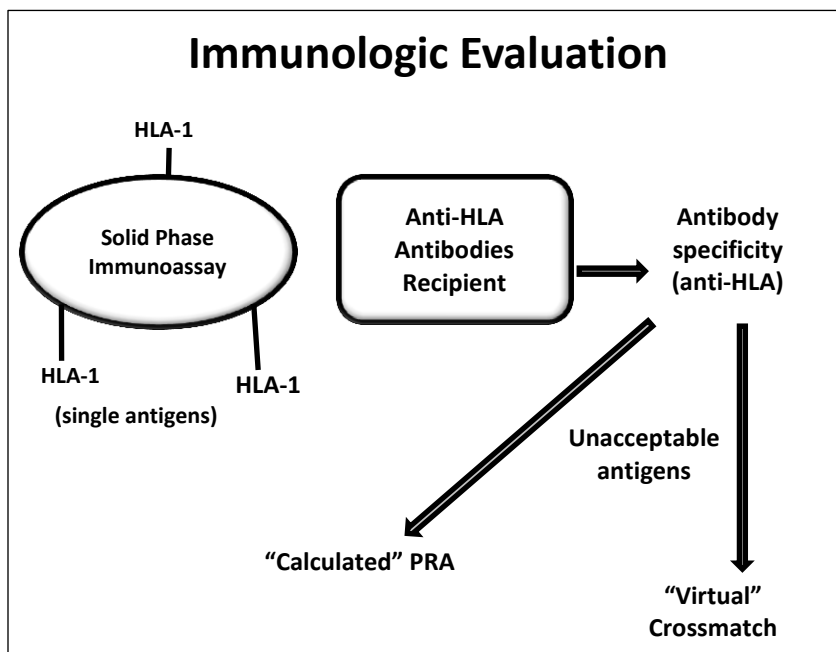 Immunologic Evaluation
HLA-1
Solid Phase
Immunoassay
HLA-1
HLA-1
(single antigens)
Anti-HLA
Antibodies
Recipient
Antibody
specificity
(anti-HLA)
Unacceptable
antigens
“Calculated” PRA
“Virtual”
Crossmatch